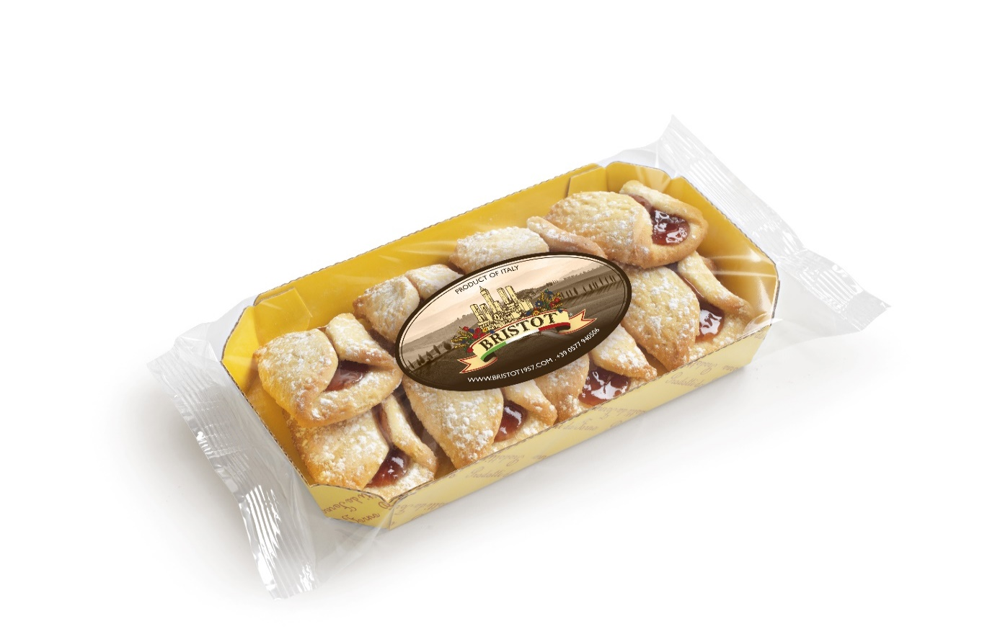 PRODUCT OF ITALY
BRISTOT
WWW.BRISTOT1957.COM . +39 0577 940506